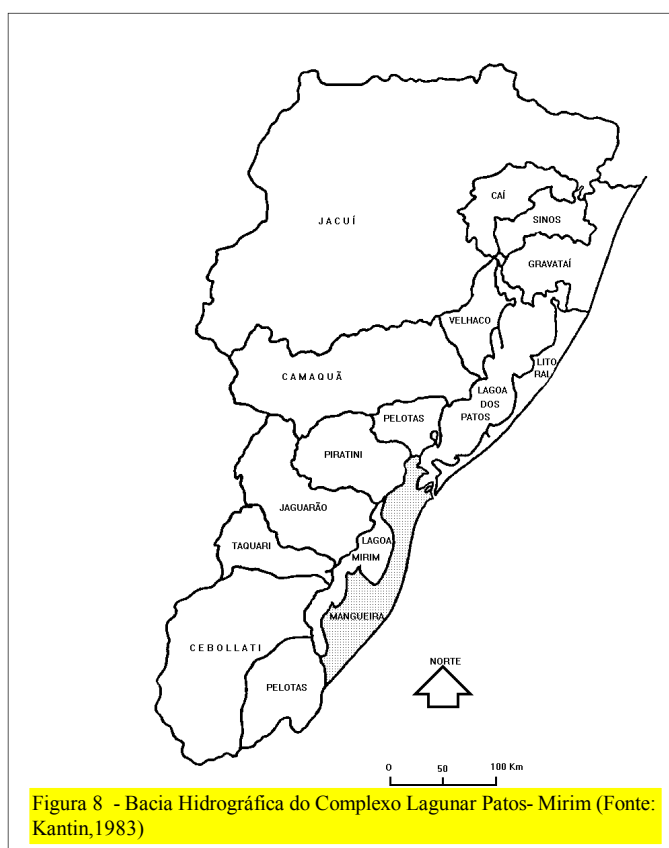 JACUÍ
CAÍ
SINOS
GRAVATAÍ
VELHACO
LITO
RAL
CAMAQUÃ
LAGOA
DOS
PATOS
PELOTAS
PIRATINI
JAGUARÃO
LAGOA
MIRIM
TAQUARI
MANGUEIRA
CEBOLLATI
PELOTAS
NORTE
0 50 100 Km
Figura 8 - Bacia Hidrográfica do Complexo Lagunar Patos- Mirim (Fonte:
Kantin,1983)